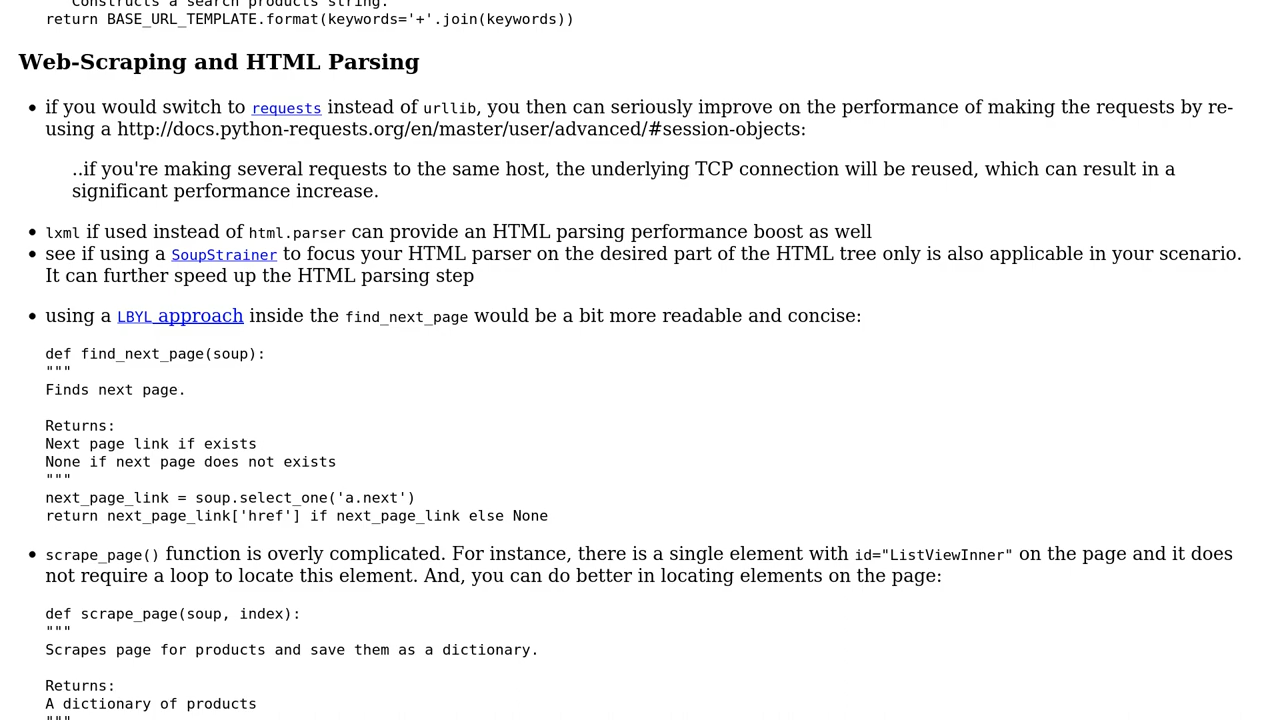 Constructs a search products string.
return BASE_URL_TEMPLATE.format(keywords='+'.join(keywords))
Web-Scraping and HTML Parsing
• if you would switch to requests instead of urllib, you then can seriously improve on the performance of making the requests by re-
using a http://docs.python-requests.org/en/master/user/advanced/#session-objects:
..if you're making several requests to the same host, the underlying TCP connection will be reused, which can result in a
significant performance increase.
• lxml if used instead of html.parser can provide an HTML parsing performance boost as well
• see if using a SoupStrainer to focus your HTML parser on the desired part of the HTML tree only is also applicable in your scenario.
It can further speed up the HTML parsing step
• using a LBYL approach inside the find_next_page would be a bit more readable and concise:
def find_next_page(soup):
"""
Finds next page.
Returns:
Next page link if exists
None if next page does not exists
"""
next_page_link = soup.select_one('a.next')
return next_page_link['href'] if next_page_link else None
• scrape_page() function is overly complicated. For instance, there is a single element with id="ListViewInner" on the page and it does
not require a loop to locate this element. And, you can do better in locating elements on the page:
def scrape_page(soup, index):
"""
Scrapes page for products and save them as a dictionary.
Returns:
A dictionary of products
"""